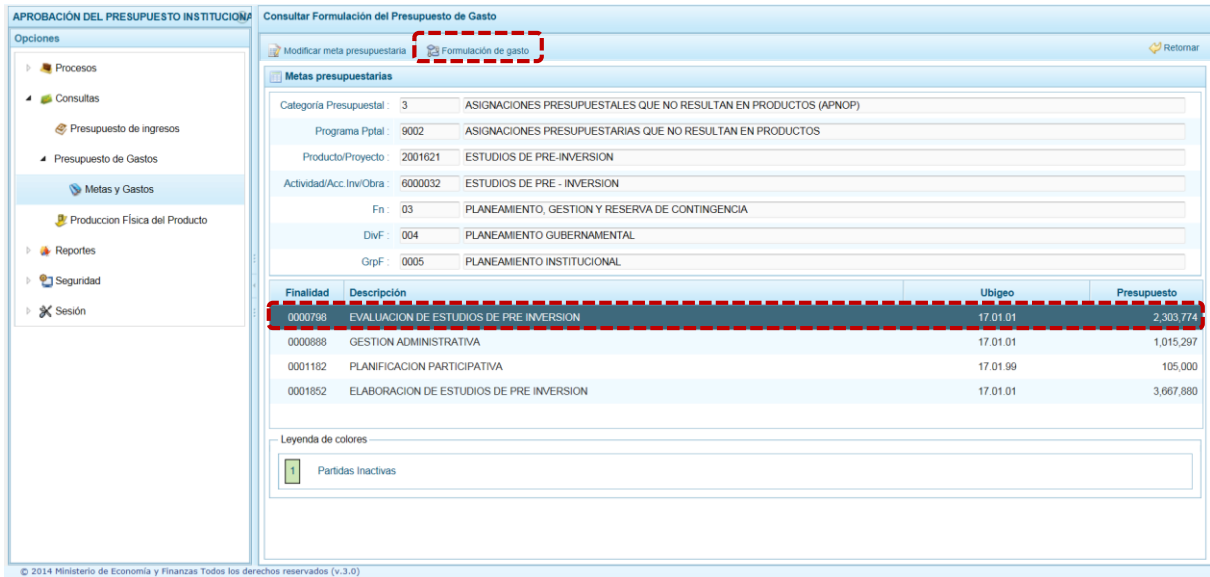 APROBACIÓN DEL PRESUPUESTO INSTITUCIONA
Opciones
Procesos
Consultas
Presupuesto de ingresos
Presupuesto de Gastos
Metas y Gastos
Produccion Física del Producto
Reportes
Seguridad
Sesión
Consultar Formulación del Presupuesto de Gasto
Modificar meta presupuestaria Formulación de gasto Retornar
Metas presupuestarias
Categoría Presupuestal : 3 ASIGNACIONES PRESUPUESTALES QUE NO RESULTAN EN PRODUCTOS (APNOP)
Programa Pptal : 9002 ASIGNACIONES PRESUPUESTARIAS QUE NO RESULTAN EN PRODUCTOS
Producto/Proyecto : 2001621 ESTUDIOS DE PRE-INVERSION
Actividad/Acc.Inv/Obra : 6000032 ESTUDIOS DE PRE - INVERSION
Fn : 03 PLANEAMIENTO, GESTION Y RESERVA DE CONTINGENCIA
DivF : 004 PLANEAMIENTO GUBERNAMENTAL
GrpF : 0005 PLANEAMIENTO INSTITUCIONAL
Finalidad Descripción Ubigeo Presupuesto
0000798 EVALUACION DE ESTUDIOS DE PRE INVERSION 17.01.01 2,303,774
0000888 GESTION ADMINISTRATIVA 17.01.01 1,015,297
0001182 PLANIFICACION PARTICIPATIVA 17.01.99 105,000
0001852 ELABORACION DE ESTUDIOS DE PRE INVERSION 17.01.01 3,667,880
Leyenda de colores
1 Partidas Inactivas
© 2014 Ministerio de Economía y Finanzas Todos los derechos reservados (v.3.0)